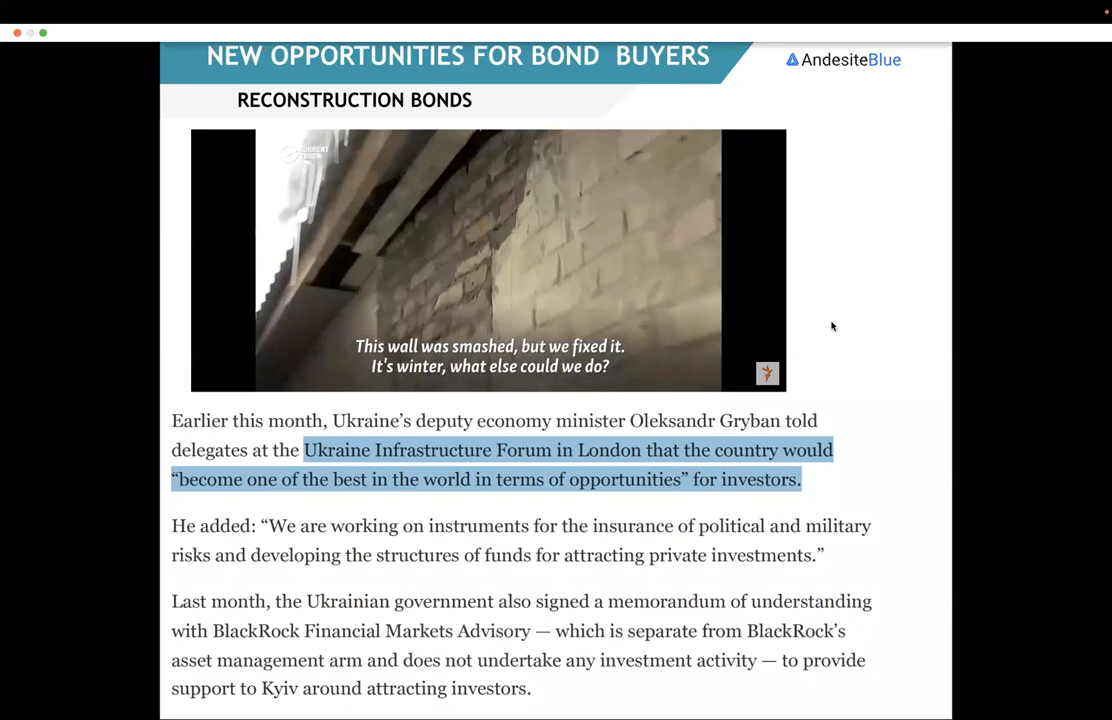 NEW OPPORTUNITIES FOR BOND BUYERS
AndesiteBlue
RECONSTRUCTION BONDS
CURRENT
TIME
This wall was smashed, but we fixed it.
It's winter, what else could we do?
Earlier this month, Ukraine’s deputy economy minister Oleksandr Gryban told
delegates at the Ukraine Infrastructure Forum in London that the country would
“become one of the best in the world in terms of opportunities” for investors.
He added: “We are working on instruments for the insurance of political and military
risks and developing the structures of funds for attracting private investments.”
Last month, the Ukrainian government also signed a memorandum of understanding
with BlackRock Financial Markets Advisory — which is separate from BlackRock’s
asset management arm and does not undertake any investment activity — to provide
support to Kyiv around attracting investors.